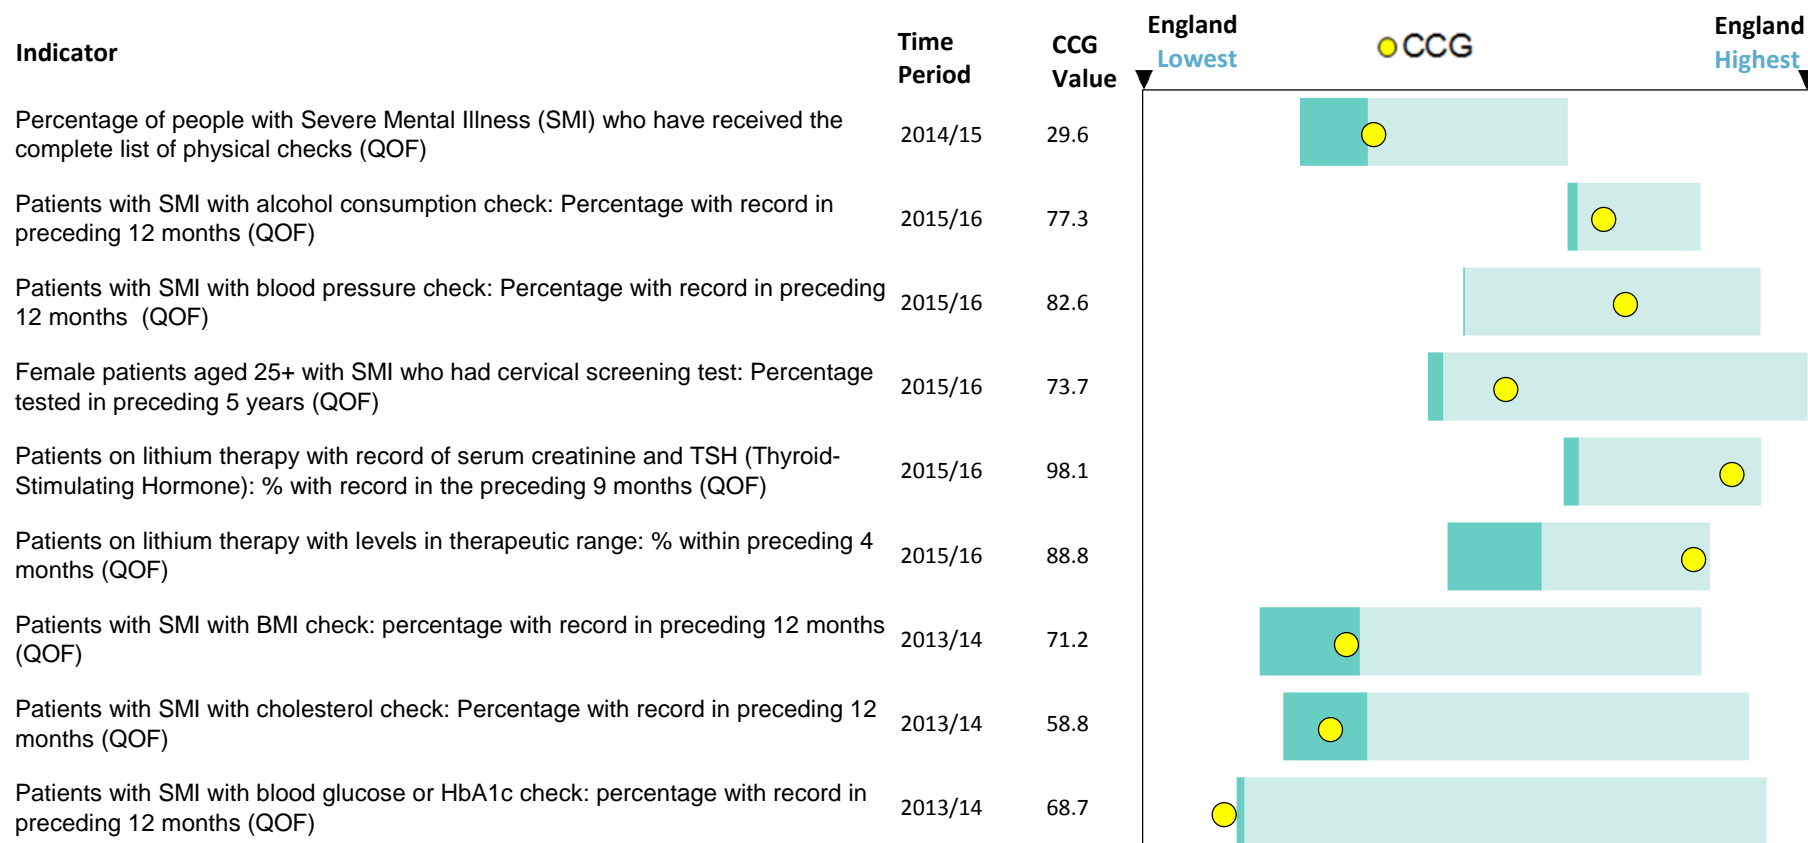 Indicator
Time Period
CCG Value
England Lowest
CCG
England Highest
Percentage of people with Severe Mental Illness (SMI) who have received the
complete list of physical checks (QOF)
2014/15
29.6
Patients with SMI with alcohol consumption check: Percentage with record in
preceding 12 months (QOF)
2015/16
77.3
Patients with SMI with blood pressure check: Percentage with record in preceding
12 months  (QOF)
2015/16
82.6
Female patients aged 25+ with SMI who had cervical screening test: Percentage
tested in preceding 5 years (QOF)
2015/16
73.7
Patients on lithium therapy with record of serum creatinine and TSH (Thyroid-
Stimulating Hormone): % with record in the preceding 9 months (QOF)
2015/16
98.1
Patients on lithium therapy with levels in therapeutic range: % within preceding 4
months (QOF)
2015/16
88.8
Patients with SMI with BMI check: percentage with record in preceding 12 months
(QOF)
2013/14
71.2
Patients with SMI with cholesterol check: Percentage with record in preceding 12
months (QOF)
2013/14
58.8
Patients with SMI with blood glucose or HbA1c check: percentage with record in
preceding 12 months (QOF)
2013/14
68.7